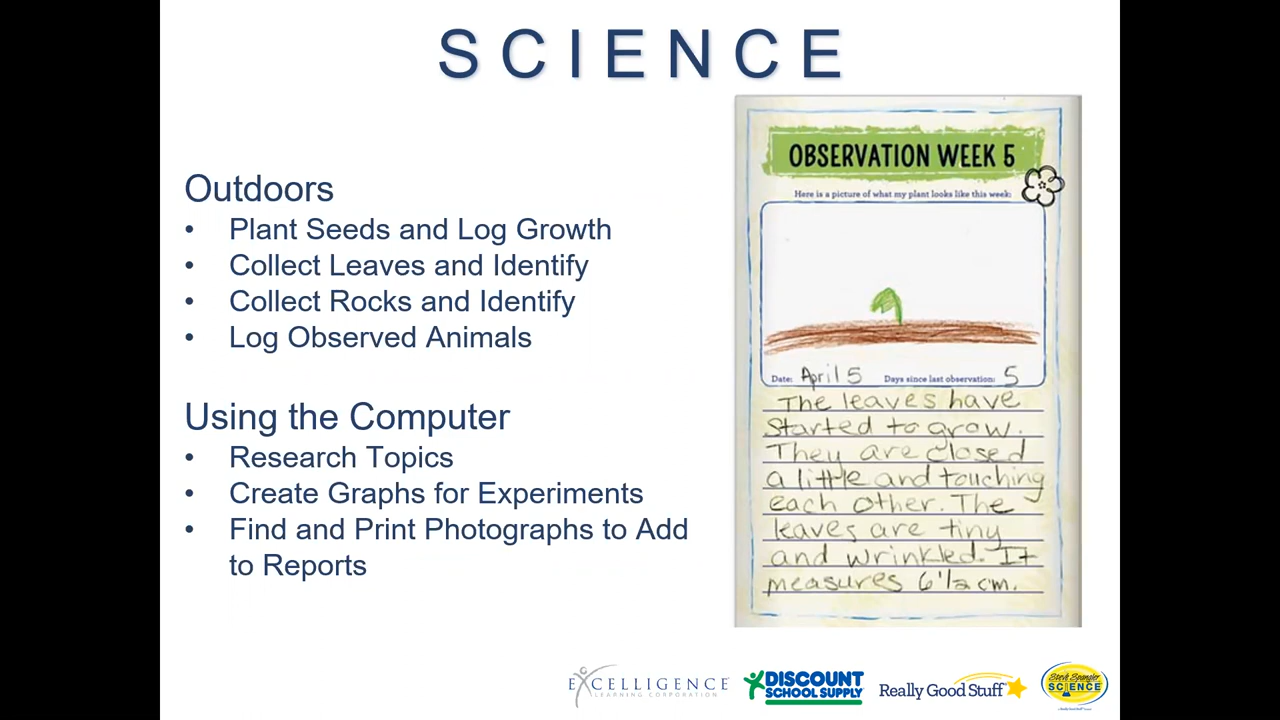 SCIENCE
Outdoors
• Plant Seeds and Log Growth
• Collect Leaves and Identify
• Collect Rocks and Identify
• Log Observed Animals
Using the Computer
• Research Topics
• Create Graphs for Experiments
• Find and Print Photographs to Add
to Reports
OBSERVATION WEEK 5
Here is a picture of what my plant looks like this week:
Date: April 5 Days since last observation: 5
The leaves have
started to grow.
They are closed
a little and touching
each other. The
leaves are tiny
and wrinkled. It
measures 6 1/2 cm.
EXCELLIGENCE
LEARNING CORPORATION
DISCOUNT
SCHOOL SUPPLY
Really Good Stuff
Steve Spangler
SCIENCE